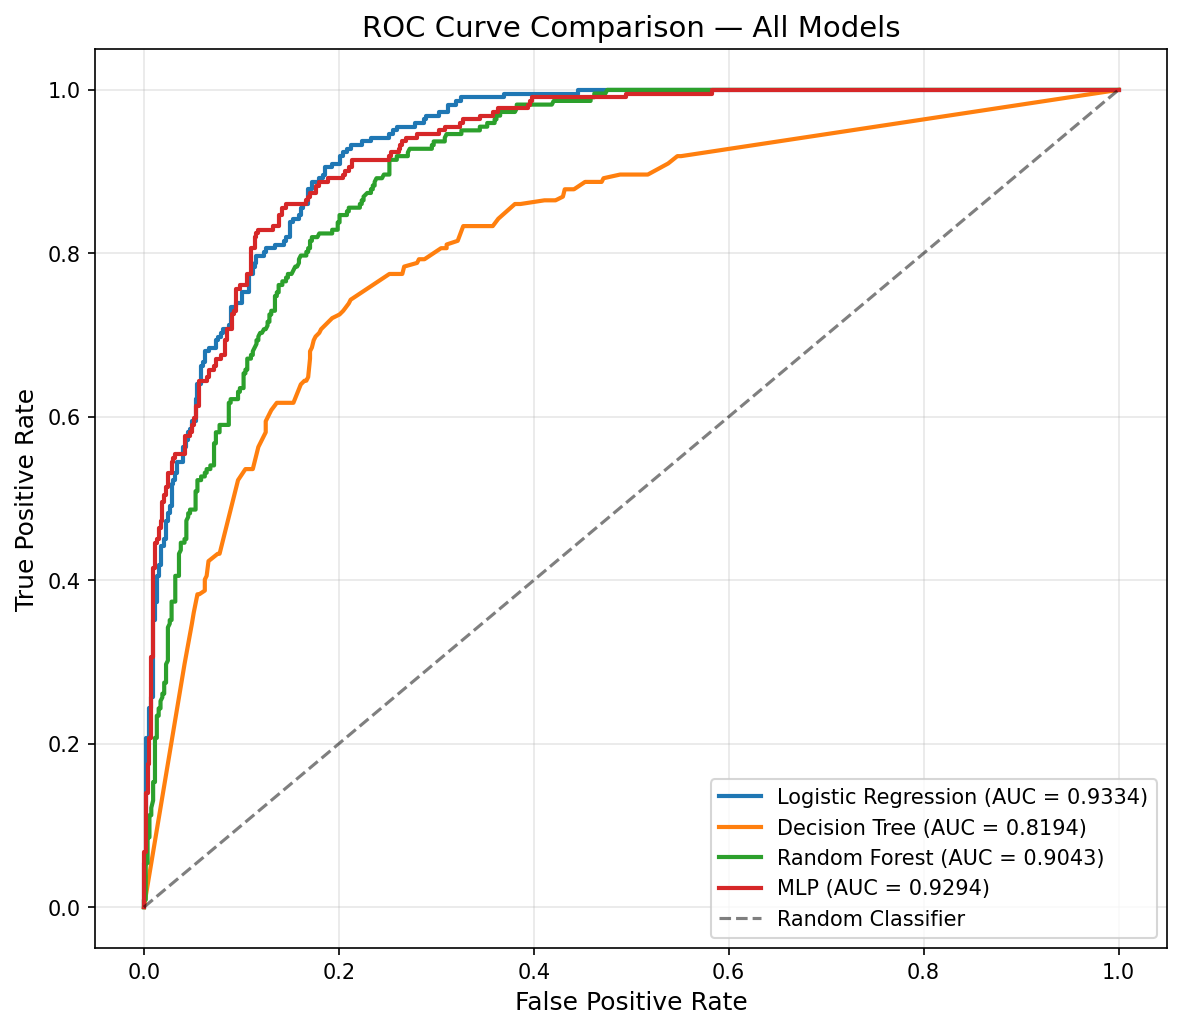 ROC Curve Comparison — All Models
True Positive Rate
1.0
0.8
0.6
0.4
0.2
0.0
Logistic Regression (AUC = 0.9334)
Decision Tree (AUC = 0.8194)
Random Forest (AUC = 0.9043)
MLP (AUC = 0.9294)
Random Classifier
0.0 0.2 0.4 0.6 0.8 1.0
False Positive Rate